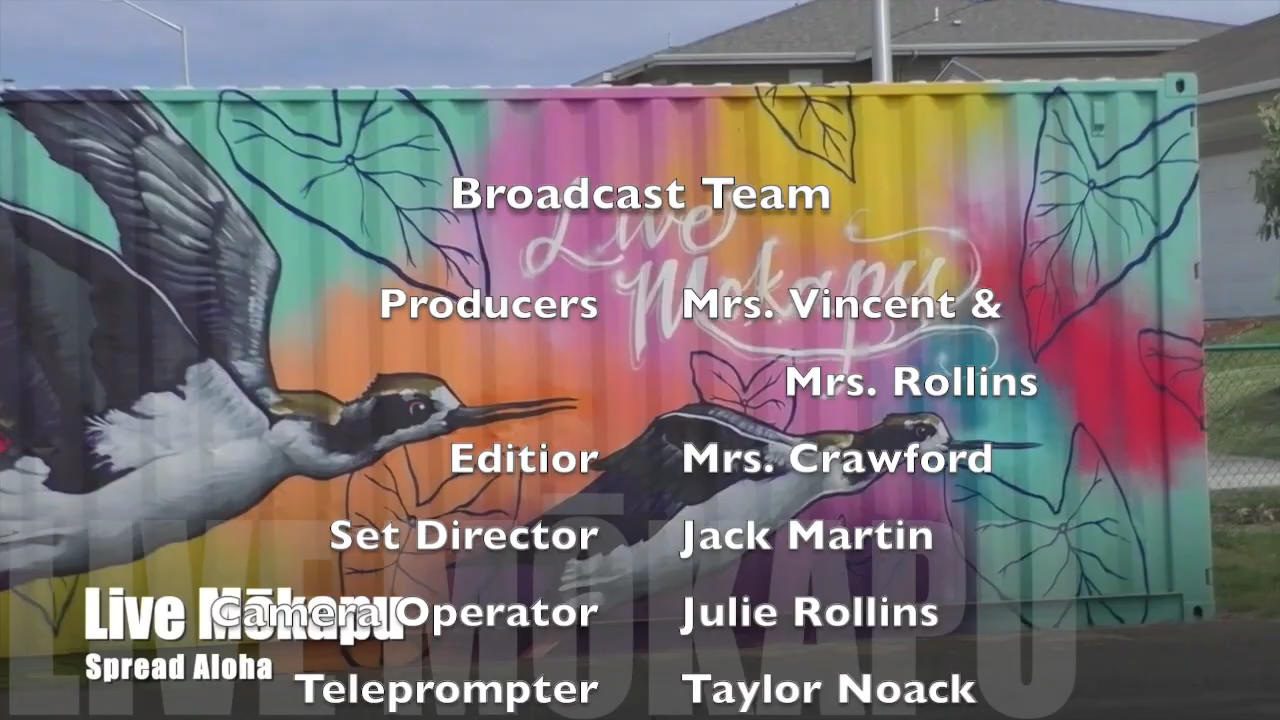 Broadcast Team
Live
Mokapu
Producers Mrs. Vincent &
Mrs. Rollins
Editior Mrs. Crawford
Set Director Jack Martin
Camera Operator Julie Rollins
Teleprompter Taylor Noack
Live Mōkapu
Spread Aloha
LIVE MŌKAPU